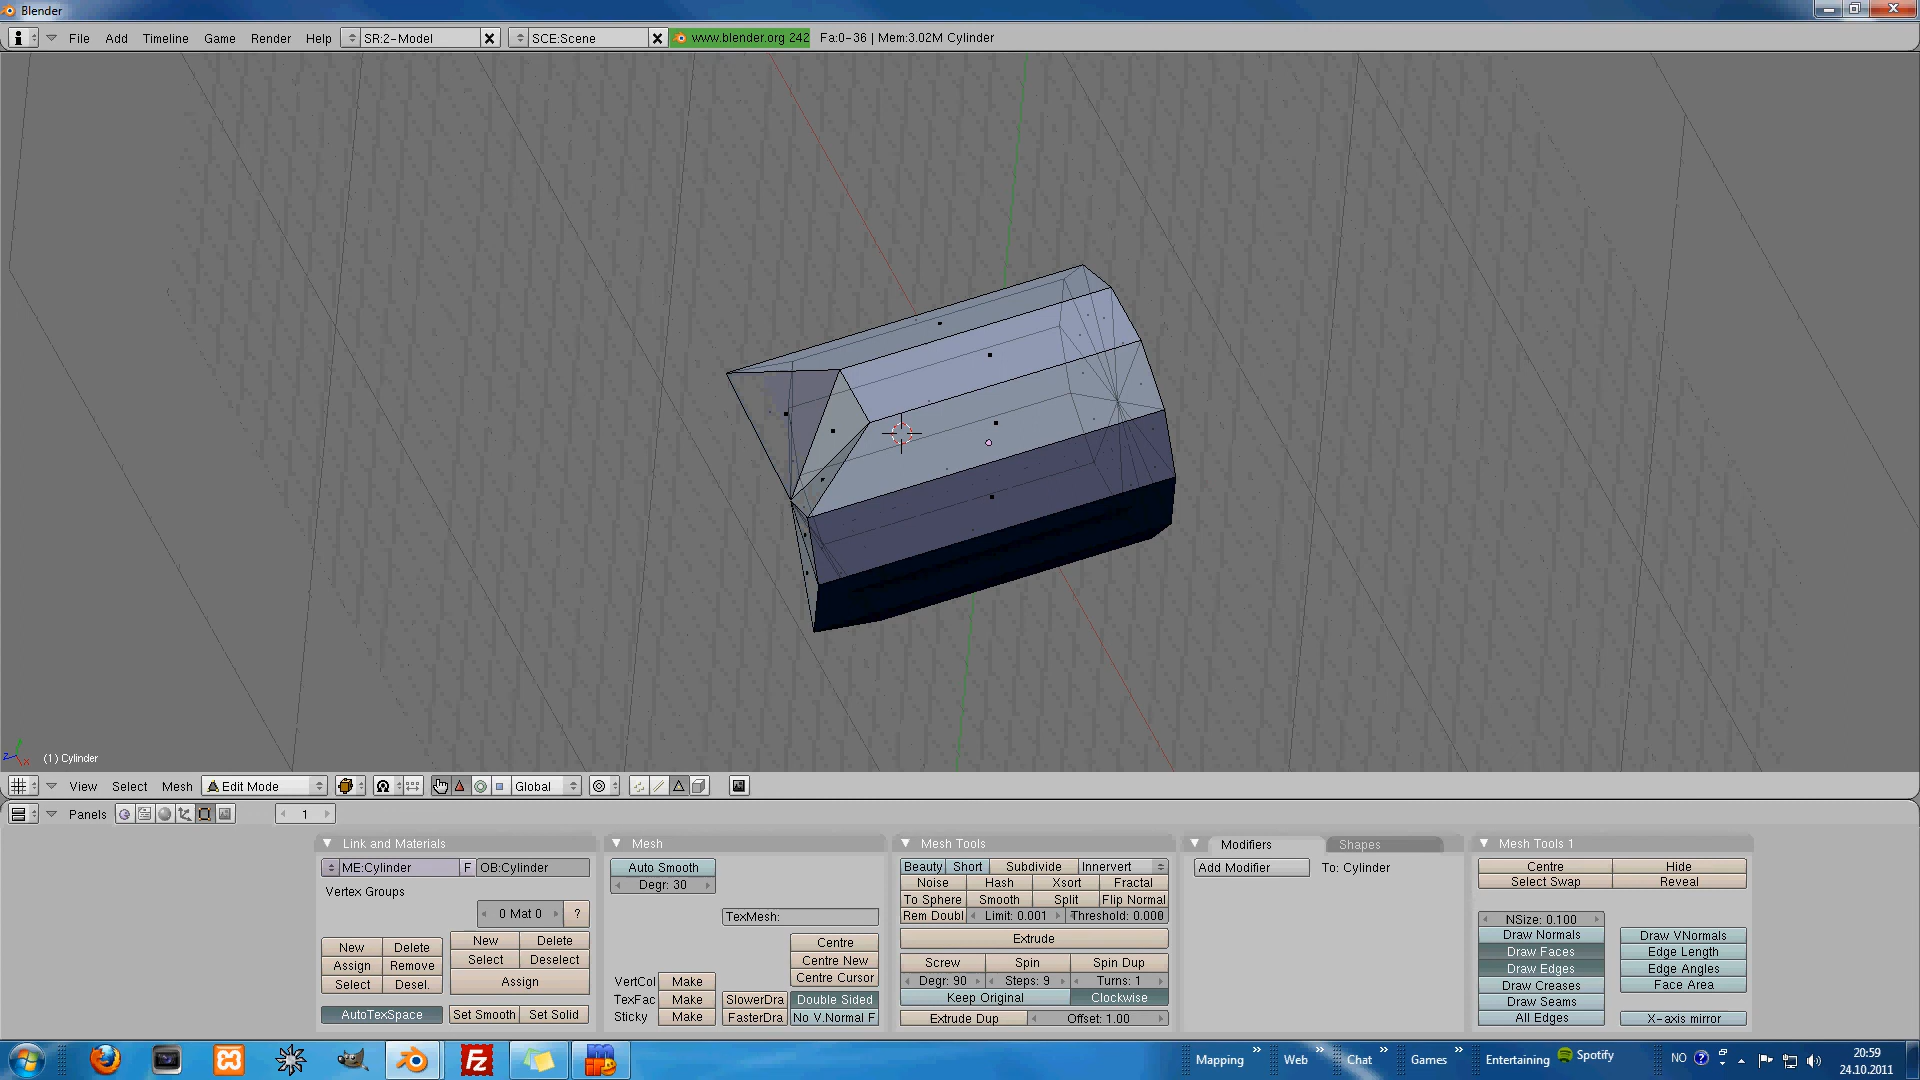 Blender
File Add Timeline Game Render Help SR:2-Model SCE:Scene www.blender.org 242 Fa:0-36 | Mem:3.02M Cylinder
(1) Cylinder
View Select Mesh Edit Mode Global
Panels 1
Link and Materials
ME:Cylinder F OB:Cylinder
Vertex Groups
0 Mat 0 ?
New Delete New Delete
Assign Remove Select Deselect
Select Desel. Assign
AutoTexSpace Set Smooth Set Solid
Mesh
Auto Smooth
Degr: 30
TexMesh:
Centre
Centre New
Centre Cursor
VertCol Make
TexFac Make SlowerDra Double Sided
Sticky Make FasterDra No V.Normal F
Mesh Tools
Beauty Short Subdivide Innervert
Noise Hash Xsort Fractal
To Sphere Smooth Split Flip Normal
Rem Doubl Limit: 0.001 Threshold: 0.000
Extrude
Screw Spin Spin Dup
Degr: 90 Steps: 9 Turns: 1
Keep Original Clockwise
Extrude Dup Offset: 1.00
Modifiers Shapes
Add Modifier To: Cylinder
Mesh Tools 1
Centre Hide
Select Swap Reveal
NSize: 0.100
Draw Normals Draw VNormals
Draw Faces Edge Length
Draw Edges Edge Angles
Draw Creases Face Area
Draw Seams
All Edges X-axis mirror
Mapping Web Chat Games Entertaining Spotify NO 20:59
24.10.2011